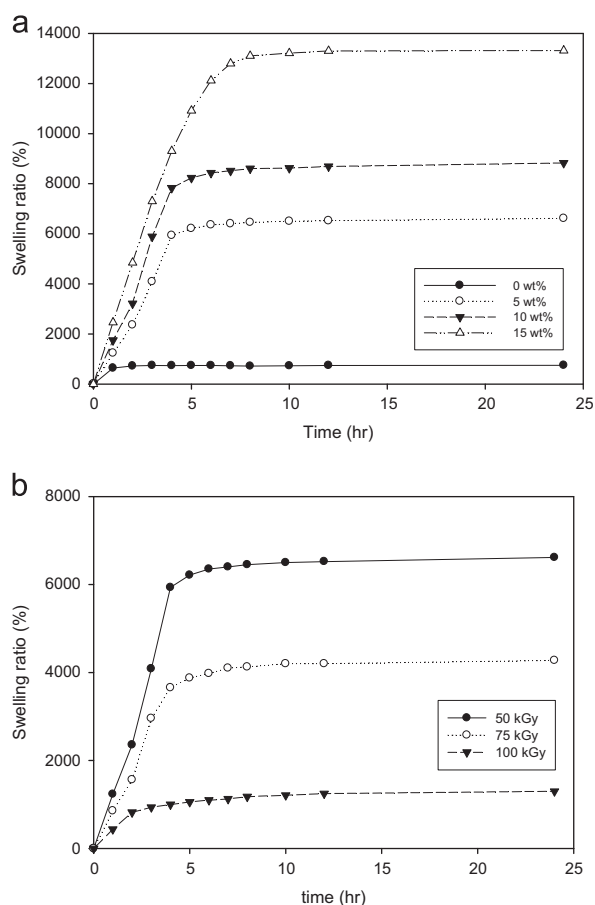 a
14000
12000
10000
8000
6000
4000
2000
0
Swelling ratio (%)
0 wt%
5 wt%
10 wt%
15 wt%
0 5 10 15 20 25
Time (hr)
b
8000
6000
4000
2000
0
Swelling ratio (%)
50 kGy
75 kGy
100 kGy
0 5 10 15 20 25
time (hr)